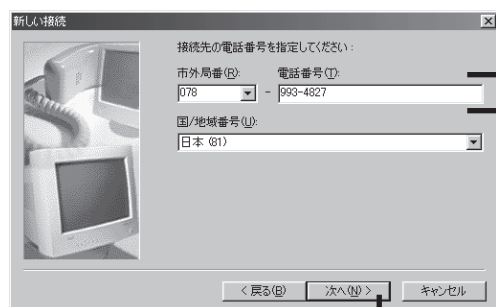 新しい接続
接続先の電話番号を指定してください :
市外局番(R): 電話番号(T):
078 - 993-4827
国/地域番号(U):
日本 (81)
< 戻る(B) 次へ(N) > キャンセル